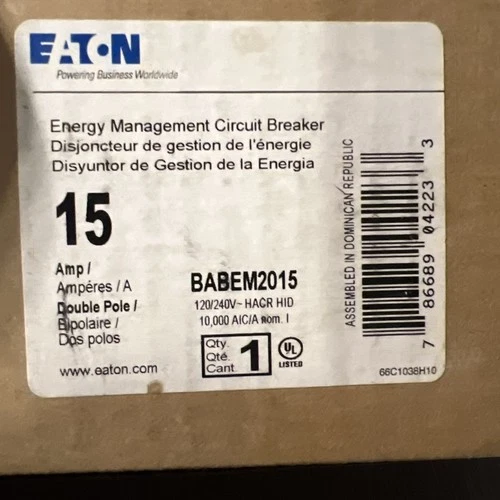 EATON
Powering Business Worldwide
Energy Management Circuit Breaker
Disjoncteur de gestion de l'énergie
Disyuntor de Gestion de la Energia
15
Amp /
Ampéres / A
Double Pole /
Bipolaire /
Dos polos
www.eaton.com
BABEM2015
120/240V~ HACR HID
10,000 AIC/A nom. I
Qty.
Qté.
Cant.
1
UL
LISTED
ASSEMBLED IN DOMINICAN REPUBLIC
7 86689 04223 3
66C1038H10